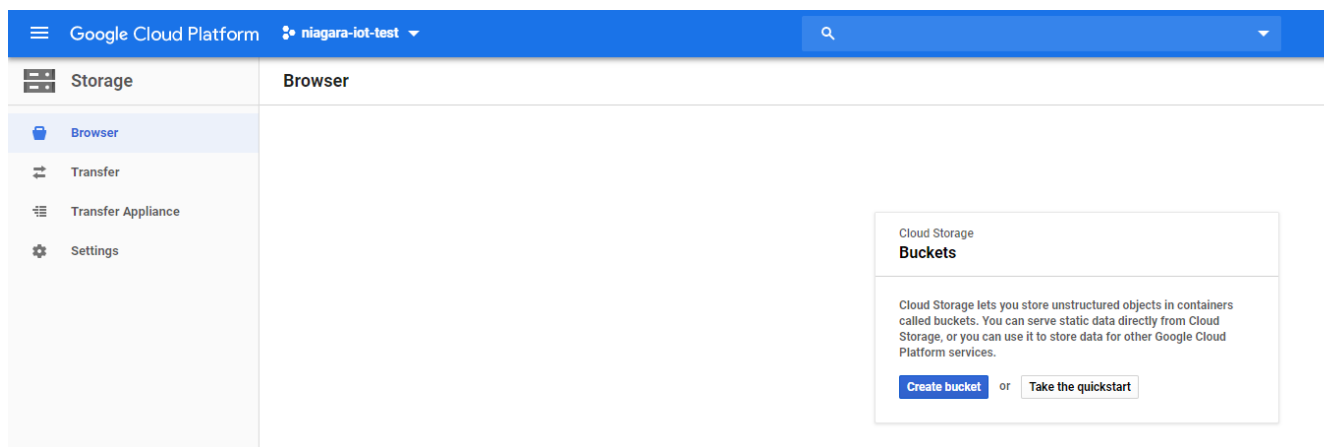 Google Cloud Platform niagara-iot-test
Storage
Browser
Browser
Transfer
Transfer Appliance
Settings
Cloud Storage
Buckets
Cloud Storage lets you store unstructured objects in containers
called buckets. You can serve static data directly from Cloud
Storage, or you can use it to store data for other Google Cloud
Platform services.
Create bucket or Take the quickstart